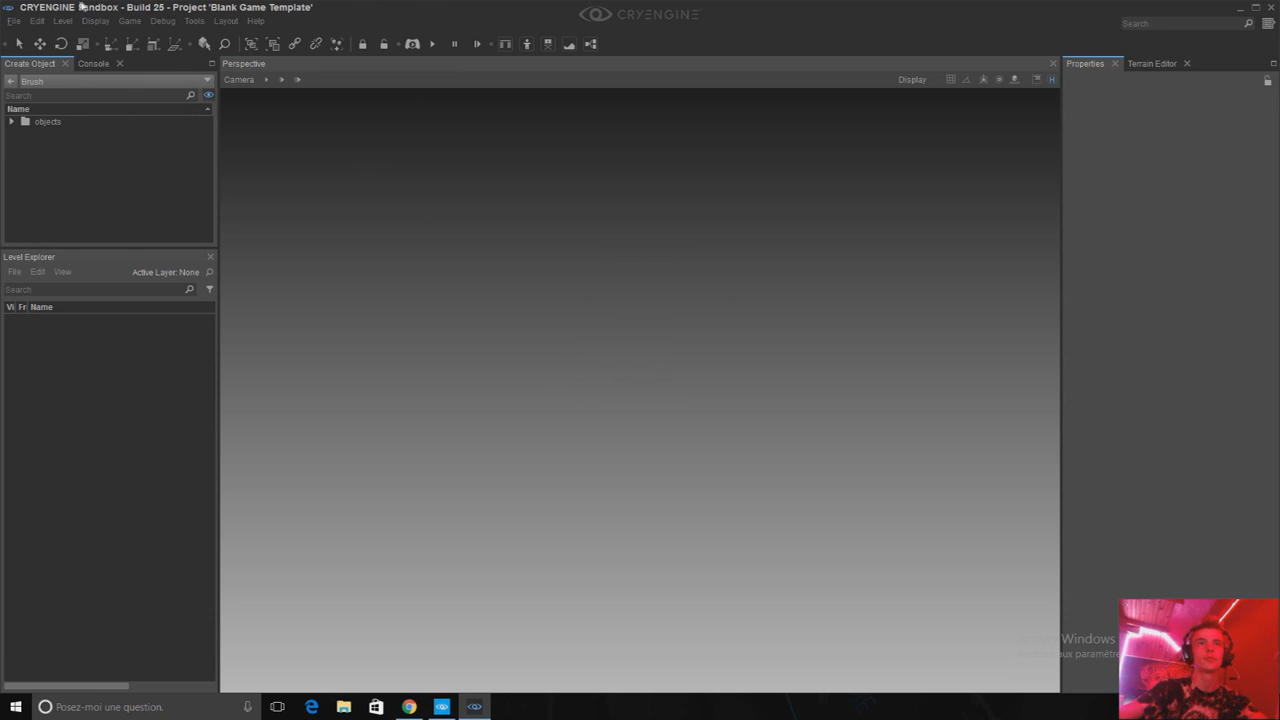 CRYENGINE Sandbox - Build 25 - Project 'Blank Game Template'
File Edit Level Display Game Debug Tools Layout Help
CRYENGINE
Search
Create Object
Console
Perspective
Properties
Terrain Editor
Brush
Camera
Display
H
Search
Name
objects
Level Explorer
File Edit View
Active Layer: None
Search
Vi Fr Name
Windows
aux paramètre
Posez-moi une question.